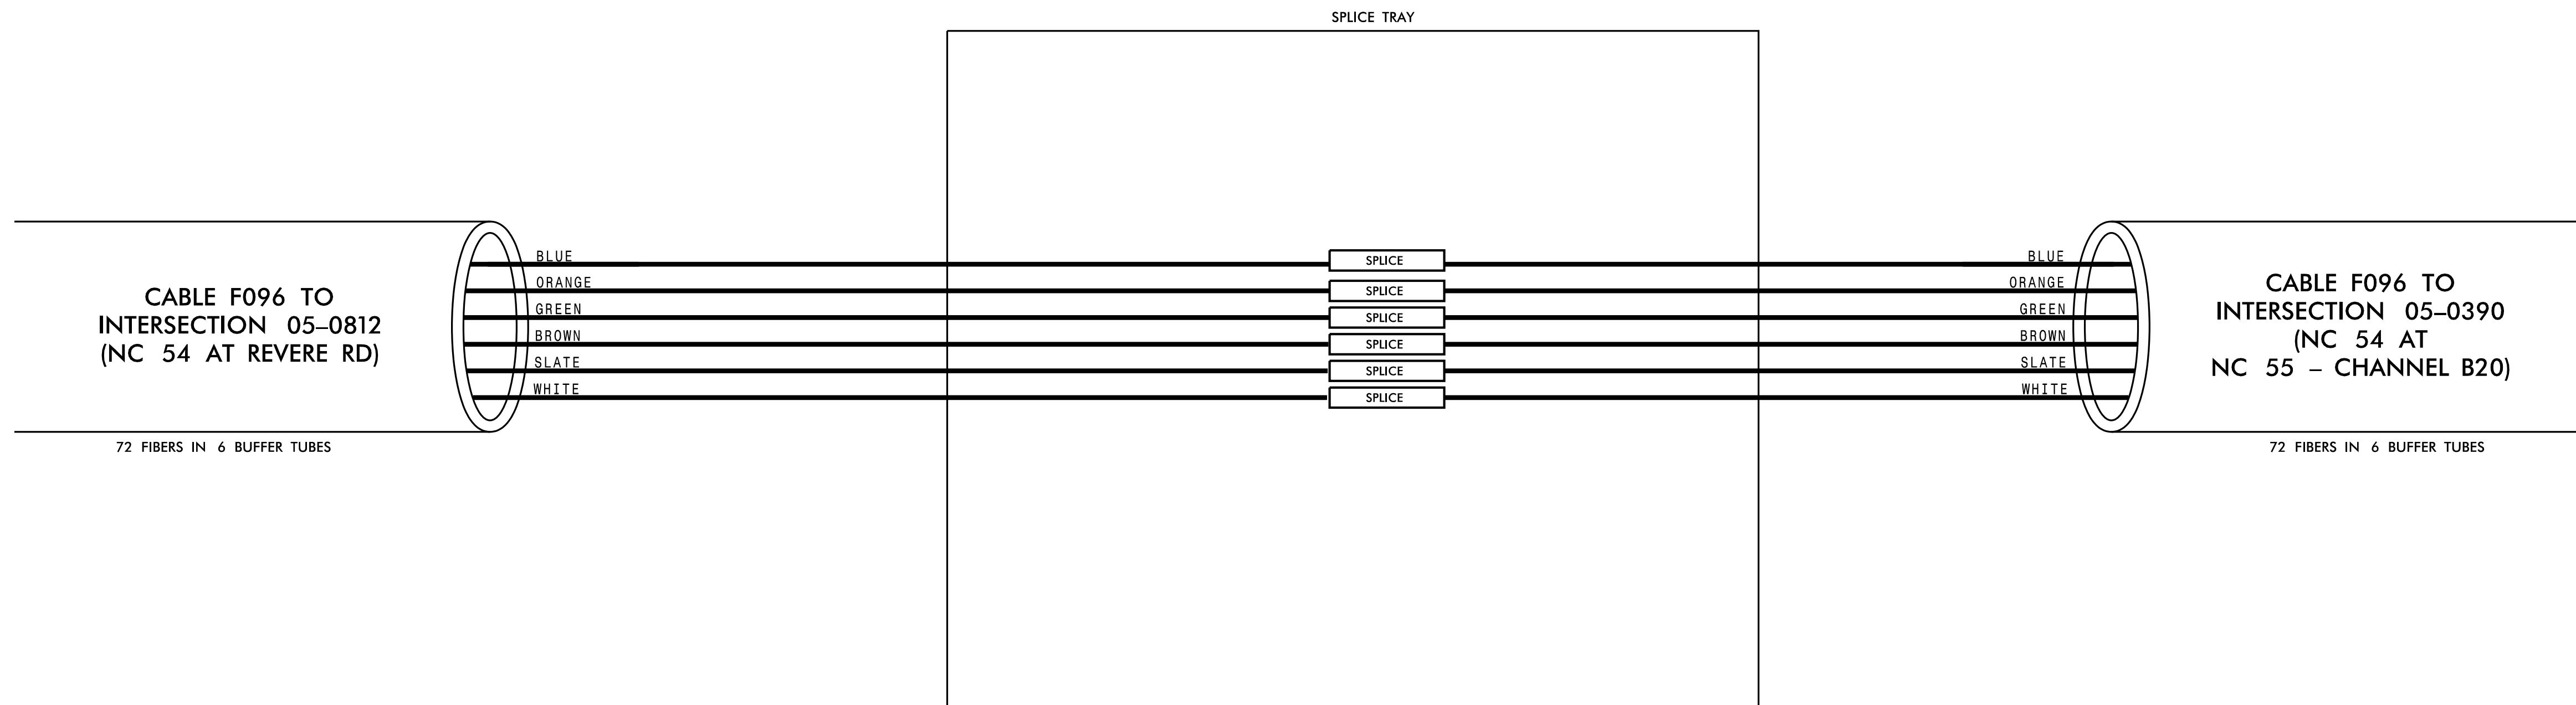 SPLICE TRAY
CABLE F096 TO
INTERSECTION 05–0812
(NC 54 AT REVERE RD)
72 FIBERS IN 6 BUFFER TUBES
BLUE
ORANGE
GREEN
BROWN
SLATE
WHITE
SPLICE
SPLICE
SPLICE
SPLICE
SPLICE
SPLICE
BLUE
ORANGE
GREEN
BROWN
SLATE
WHITE
CABLE F096 TO
INTERSECTION 05–0390
(NC 54 AT
NC 55 – CHANNEL B20)
72 FIBERS IN 6 BUFFER TUBES